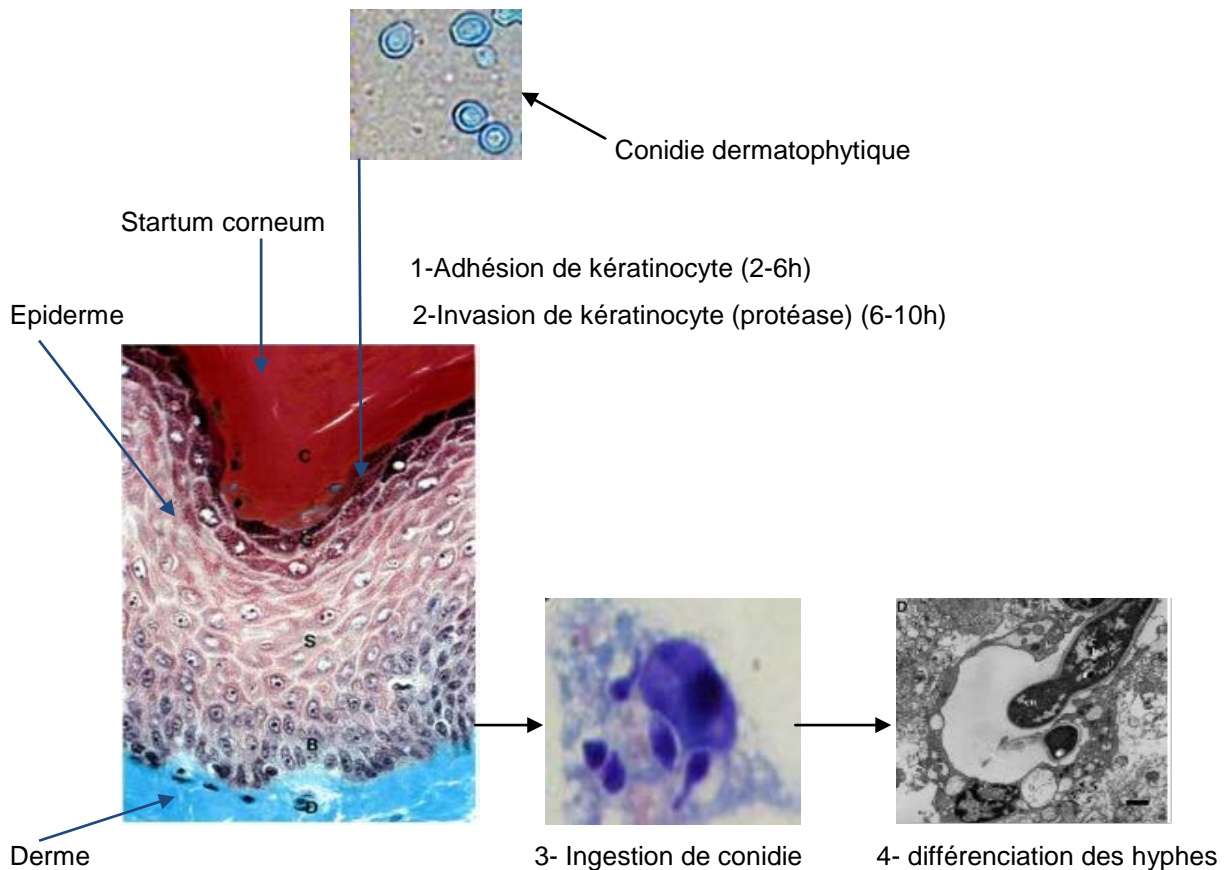 Conidie dermatophytique
Startum corneum
1-Adhésion de kératinocyte (2-6h)
Epiderme
2-Invasion de kératinocyte (protéase) (6-10h)
C
G
S
B
D
D
Derme
3- Ingestion de conidie
4- différenciation des hyphes